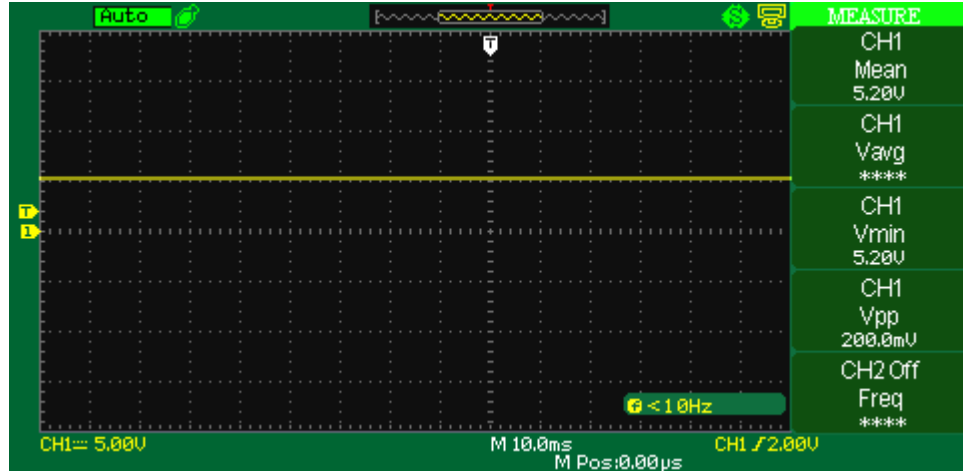 Auto
T
MEASURE
CH1
Mean
5.20V
CH1
Vavg
****
CH1
Vmin
5.20V
CH1
Vpp
200.0mV
CH2 Off
Freq
****
T
1
f <10Hz
CH1 5.00V
M 10.0ms
CH1 2.00V
M Pos:0.00µs
S